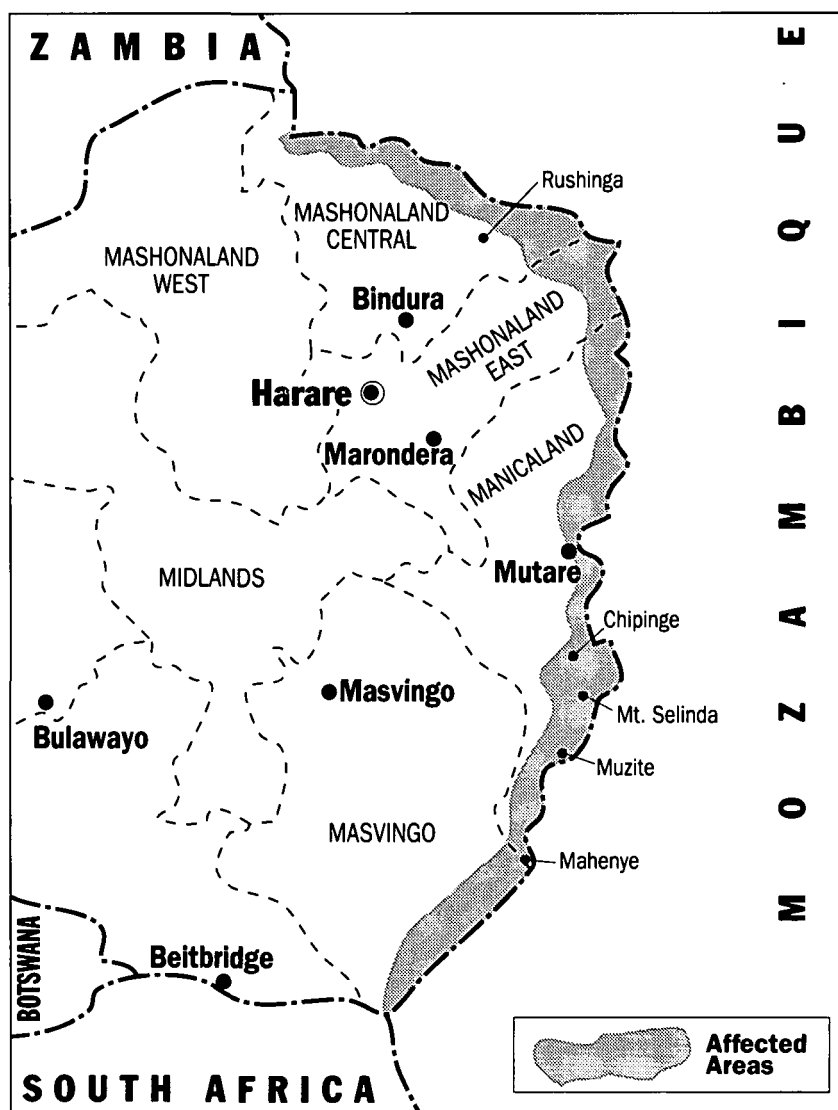 ZAMBIA
MOZAMBIQUE
Rushinga
MASHONALAND
CENTRAL
MASHONALAND
WEST
Bindura
MASHONALAND
EAST
Harare
Marondera
MANICALAND
Mutare
MIDLANDS
Chipinge
Masvingo
Mt. Selinda
Bulawayo
Muzite
MASVINGO
Mahenye
BOTSWANA
Beitbridge
SOUTH AFRICA
Affected
Areas